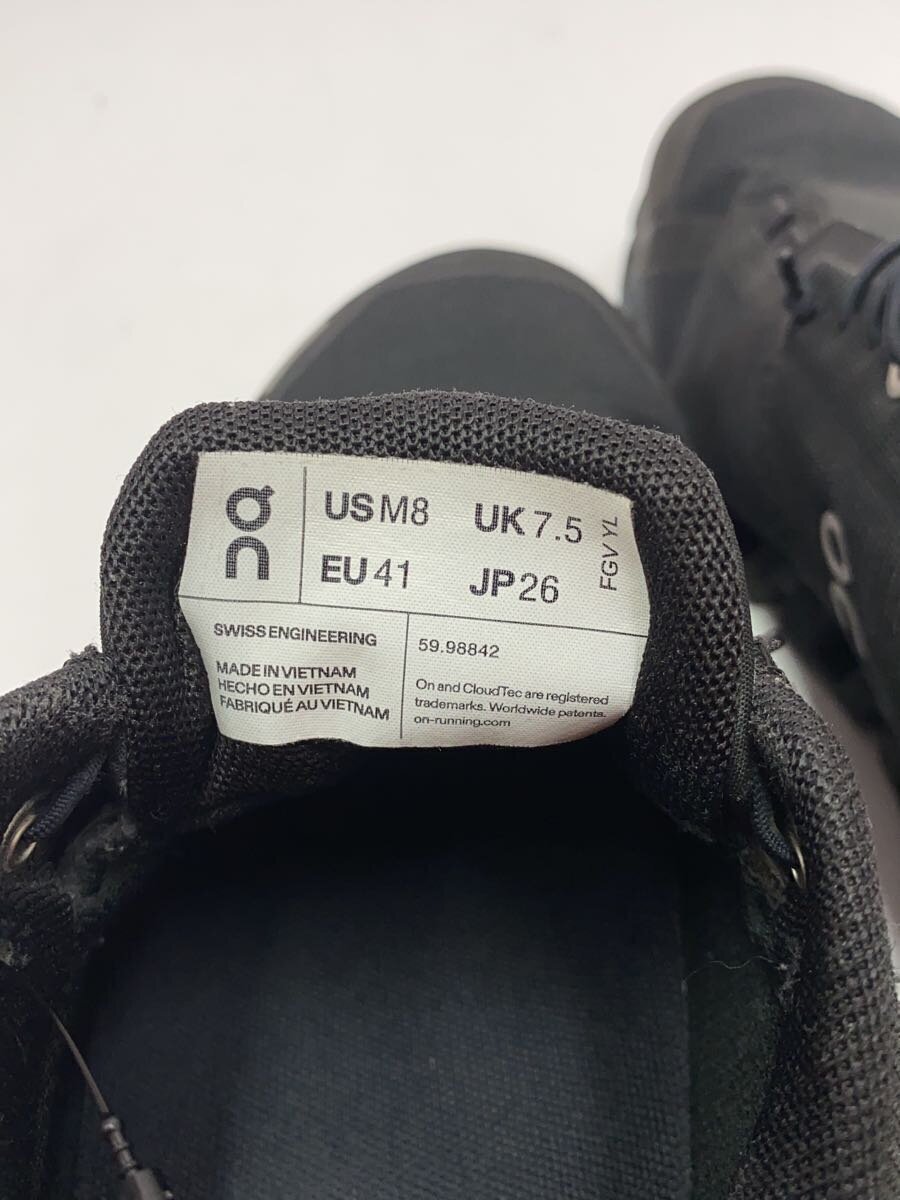 on
US M8 UK 7.5
EU 41 JP 26
FGV YL
SWISS ENGINEERING
MADE IN VIETNAM
HECHO EN VIETNAM
FABRIQUÉ AU VIETNAM
59.98842
On and CloudTec are registered
trademarks. Worldwide patents.
on-running.com